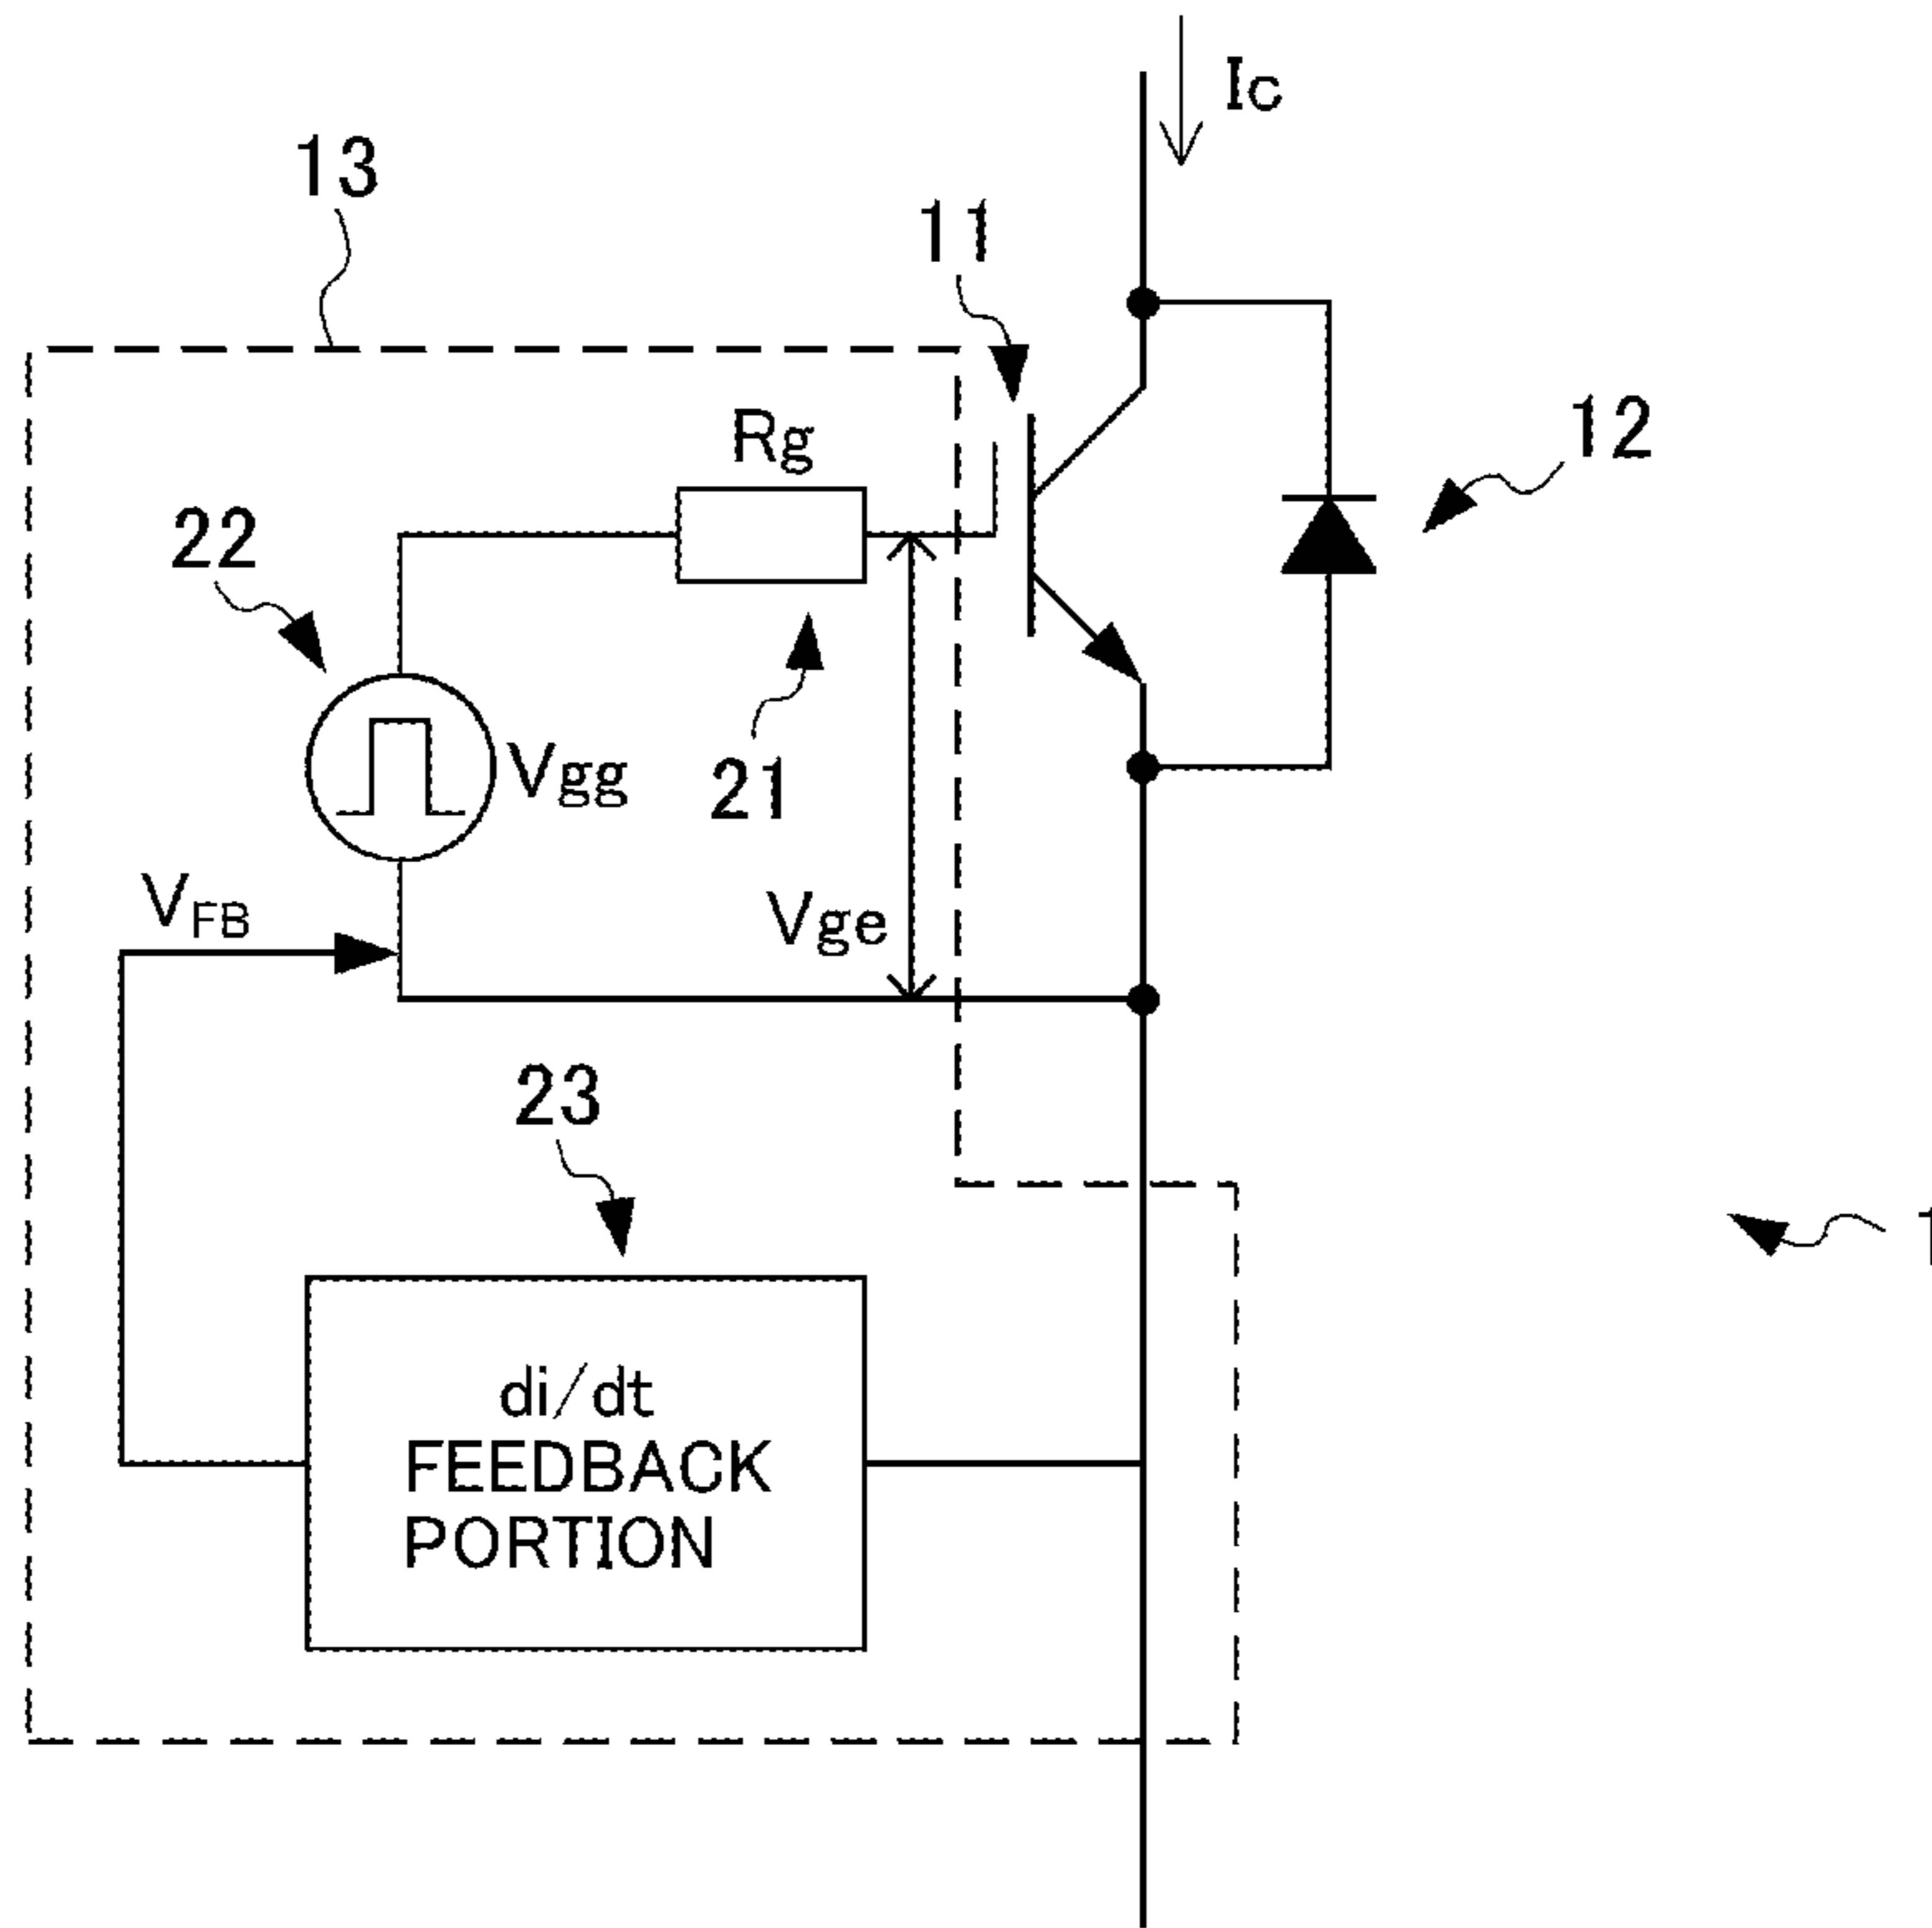 Ic
13
11
12
Rg
22
Vgg
21
VFB
Vge
23
di/dt
FEEDBACK
PORTION